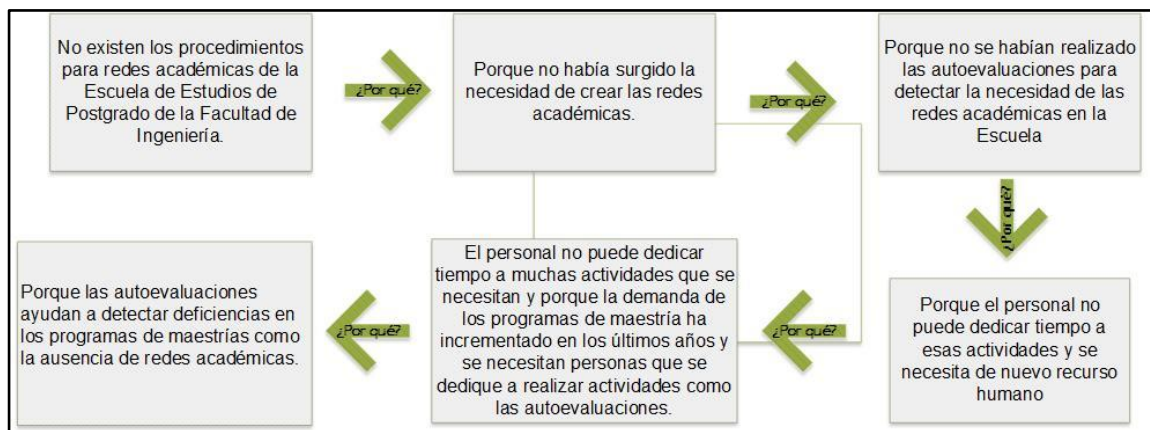 No existen los procedimientos
para redes académicas de la
Escuela de Estudios de
Postgrado de la Facultad de
Ingeniería.
¿Por qué?
Porque no había surgido la
necesidad de crear las redes
académicas.
¿Por qué?
Porque no se habían realizado
las autoevaluaciones para
detectar la necesidad de las
redes académicas en la
Escuela
¿Por qué?
Porque el personal no
puede dedicar tiempo a
esas actividades y se
necesita de nuevo recurso
humano
¿Por qué?
El personal no puede dedicar
tiempo a muchas actividades que se
necesitan y porque la demanda de
los programas de maestría ha
incrementado en los últimos años y
se necesitan personas que se
dedique a realizar actividades como
las autoevaluaciones.
¿Por qué?
Porque las autoevaluaciones
ayudan a detectar deficiencias en
los programas de maestrías como
la ausencia de redes académicas.